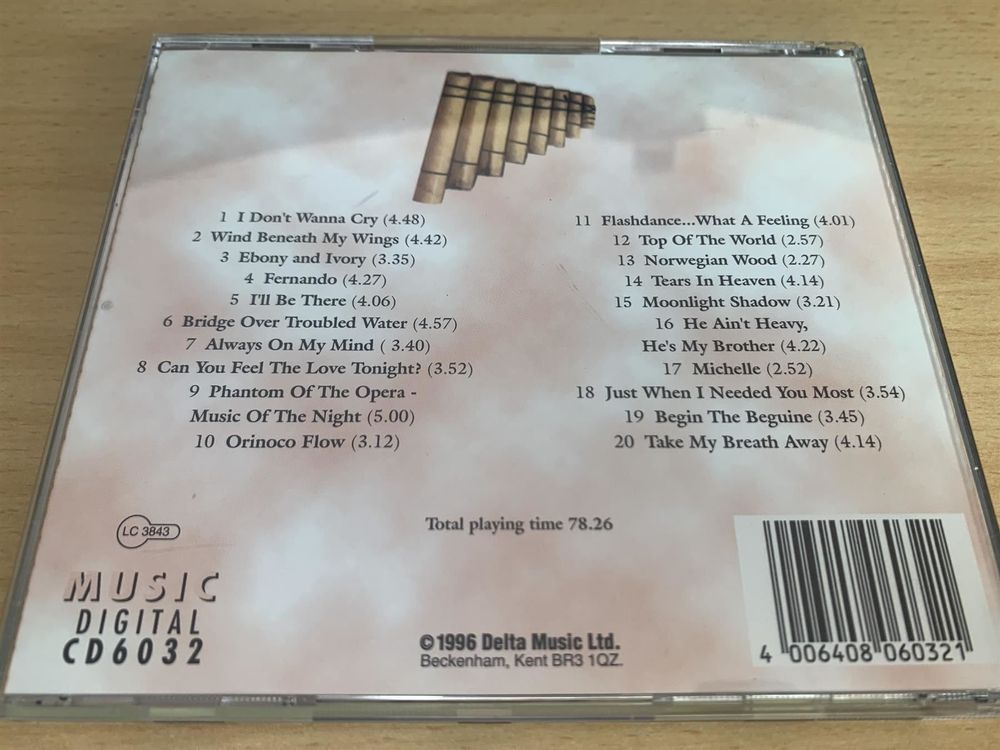 1 I Don't Wanna Cry (4.48)
2 Wind Beneath My Wings (4.42)
3 Ebony and Ivory (3.35)
4 Fernando (4.27)
5 I'll Be There (4.06)
6 Bridge Over Troubled Water (4.57)
7 Always On My Mind ( 3.40)
8 Can You Feel The Love Tonight? (3.52)
9 Phantom Of The Opera -
Music Of The Night (5.00)
10 Orinoco Flow (3.12)
11 Flashdance...What A Feeling (4.01)
12 Top Of The World (2.57)
13 Norwegian Wood (2.27)
14 Tears In Heaven (4.14)
15 Moonlight Shadow (3.21)
16 He Ain't Heavy,
He's My Brother (4.22)
17 Michelle (2.52)
18 Just When I Needed You Most (3.54)
19 Begin The Beguine (3.45)
20 Take My Breath Away (4.14)
Total playing time 78.26
LC 3843
MUSIC
DIGITAL
CD6032
©1996 Delta Music Ltd.
Beckenham, Kent BR3 1QZ.
4 006408 060321